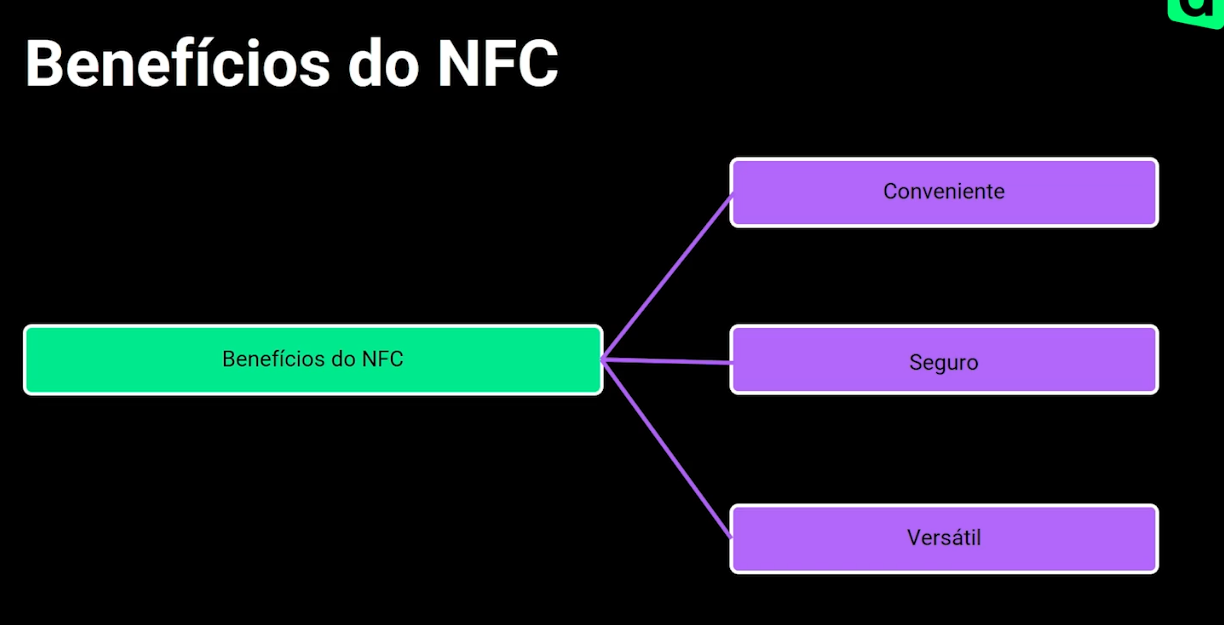 Benefícios do NFC
Conveniente
Benefícios do NFC
Seguro
Versátil